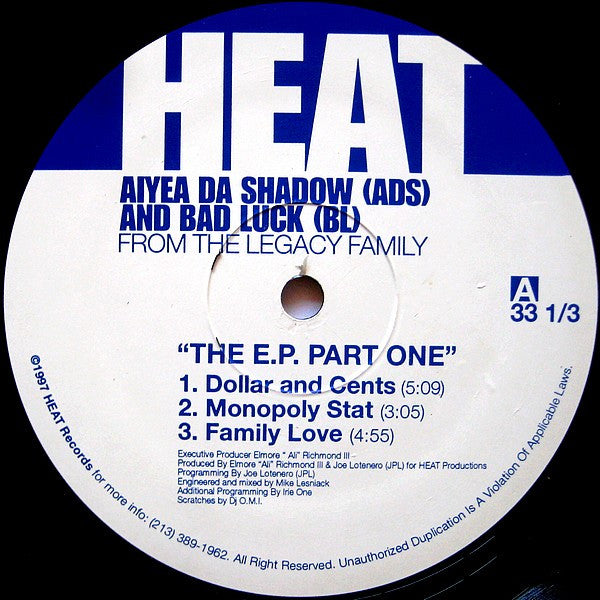 HEAT
AIYEA DA SHADOW (ADS)
AND BAD LUCK (BL)
FROM THE LEGACY FAMILY
A
33 1/3
“THE E.P. PART ONE”
1. Dollar and Cents (5:09)
2. Monopoly Stat (3:05)
3. Family Love (4:55)
Executive Producer Elmore “ Ali” Richmond III
Produced By Elmore “Ali” Richmond III & Joe Lotenero (JPL) for HEAT Productions
Programming By Joe Lotenero (JPL)
Engineered and mixed by Mike Lesniack
Additional Programming By Irie One
Scratches by Dj O.M.I.
©1997 HEAT Records for more info: (213) 389-1962. All Right Reserved. Unauthorized Duplication Is A Violation Of Applicable Laws.